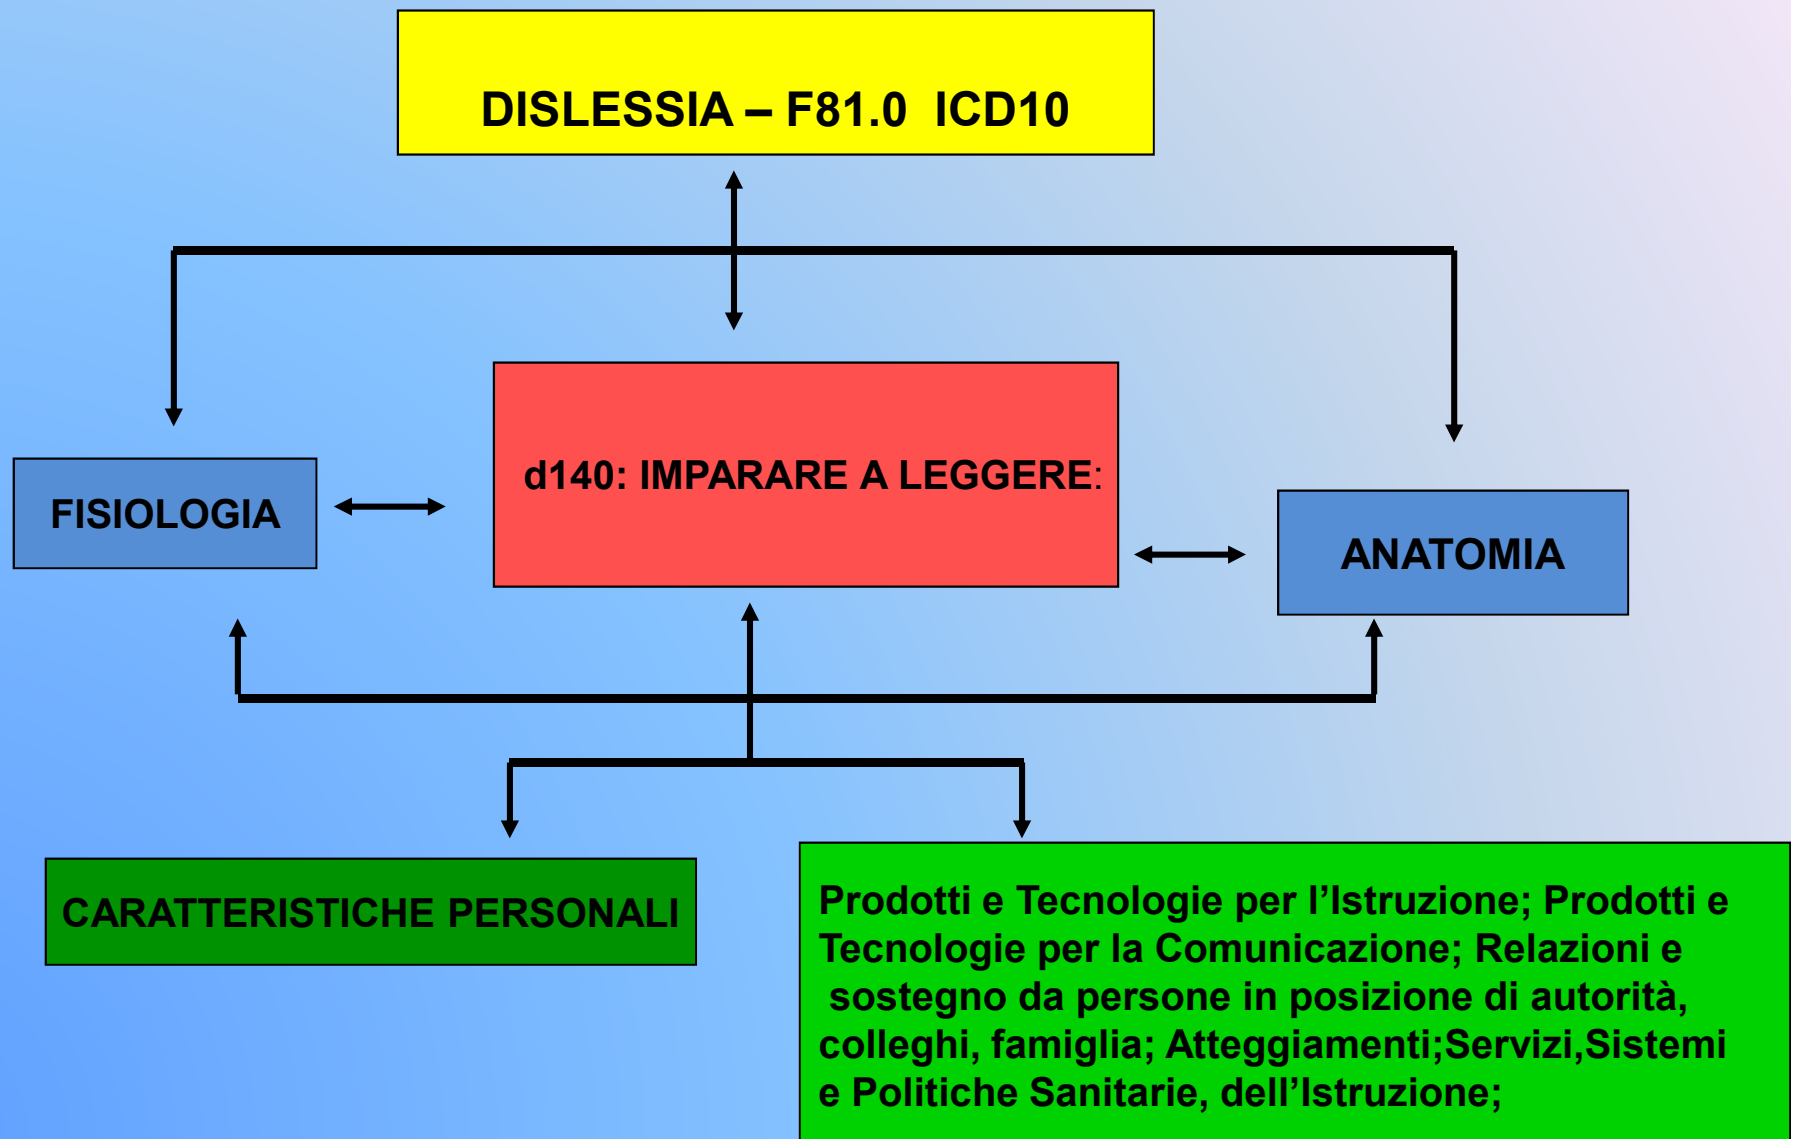 DISLESSIA – F81.0 ICD10
d140: IMPARARE A LEGGERE:
FISIOLOGIA
ANATOMIA
CARATTERISTICHE PERSONALI
Prodotti e Tecnologie per l’Istruzione; Prodotti e
Tecnologie per la Comunicazione; Relazioni e
sostegno da persone in posizione di autorità,
colleghi, famiglia; Atteggiamenti;Servizi,Sistemi
e Politiche Sanitarie, dell’Istruzione;